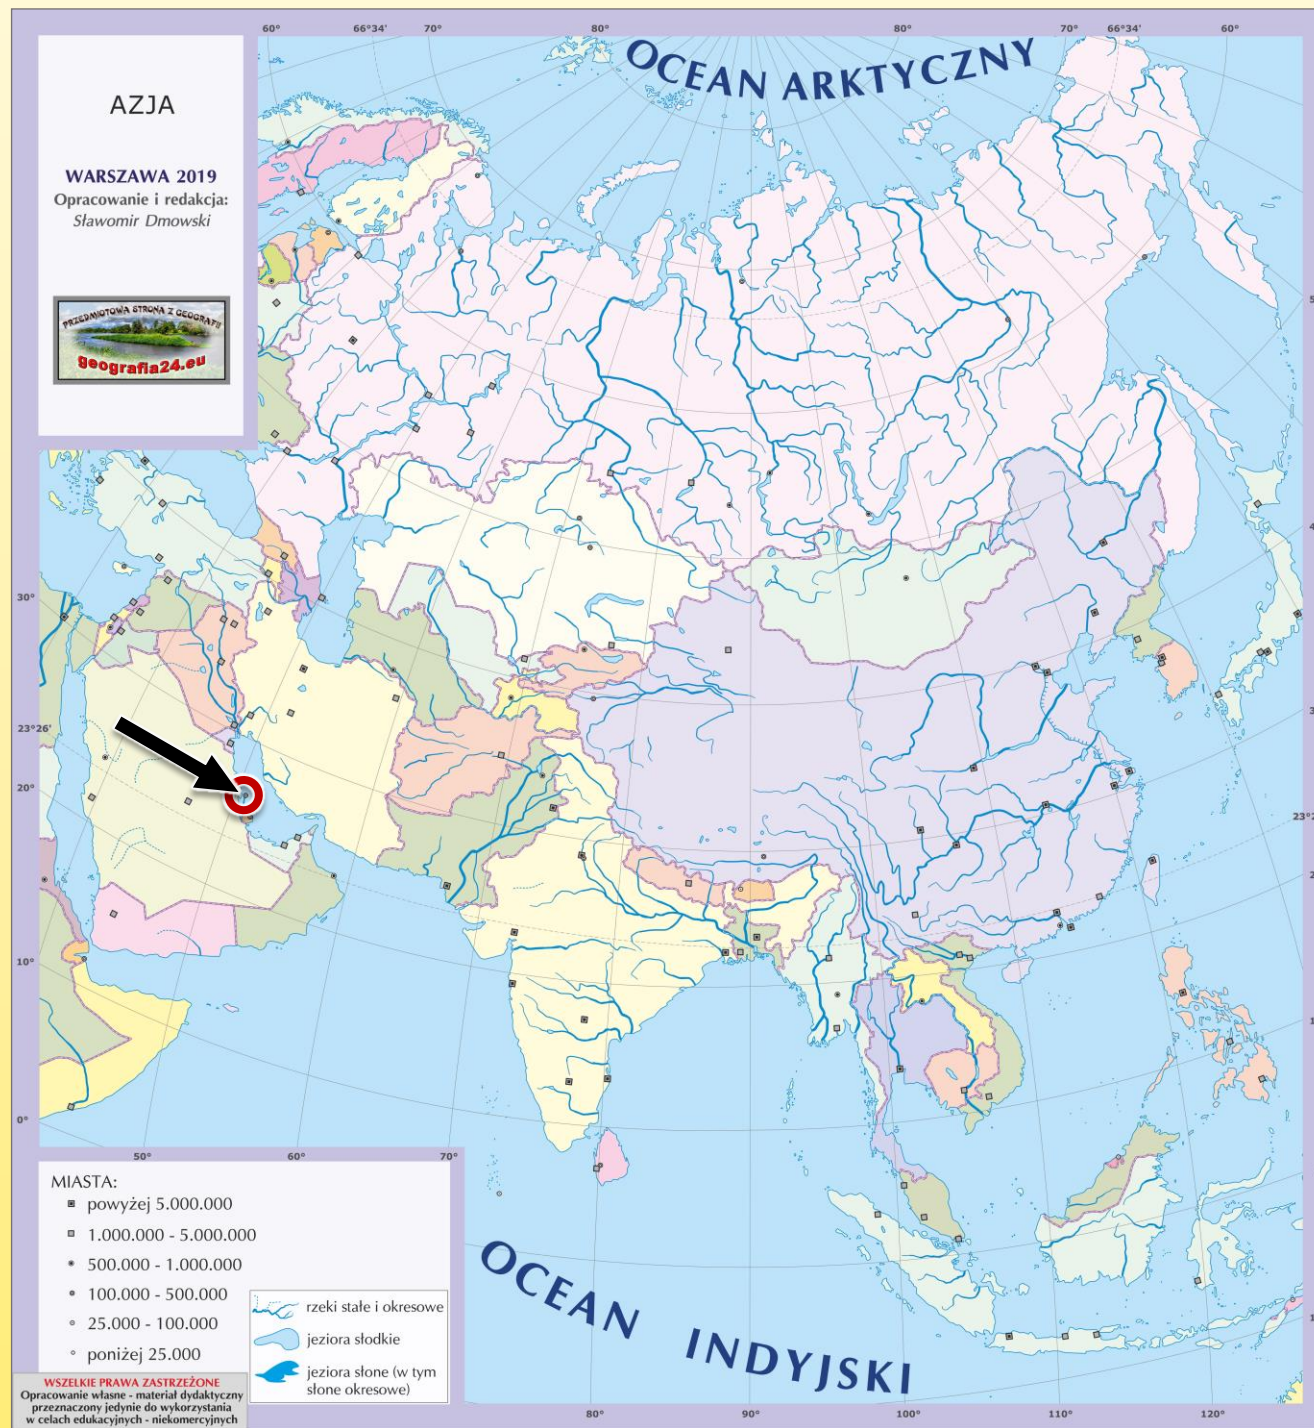 60°
66°34'
70°
80°
80°
70°
66°34'
60°
OCEAN ARKTYCZNY
AZJA
WARSZAWA 2019
Opracowanie i redakcja:
Sławomir Dmowski
PRZEDMIOTOWA STRONA Z GEOGRAFII
geografia24.eu
30°
23°26'
20°
10°
0°
50°
60°
70°
MIASTA:
powyżej 5.000.000
1.000.000 - 5.000.000
500.000 - 1.000.000
100.000 - 500.000
25.000 - 100.000
poniżej 25.000
rzeki stałe i okresowe
jeziora słodkie
jeziora słone (w tym
słone okresowe)
OCEAN INDYJSKI
WSZELKIE PRAWA ZASTRZEŻONE
Opracowanie własne - materiał dydaktyczny
przeznaczony jedynie do wykorzystania
w celach edukacyjnych - niekomercyjnych
80°
90°
100°
110°
120°